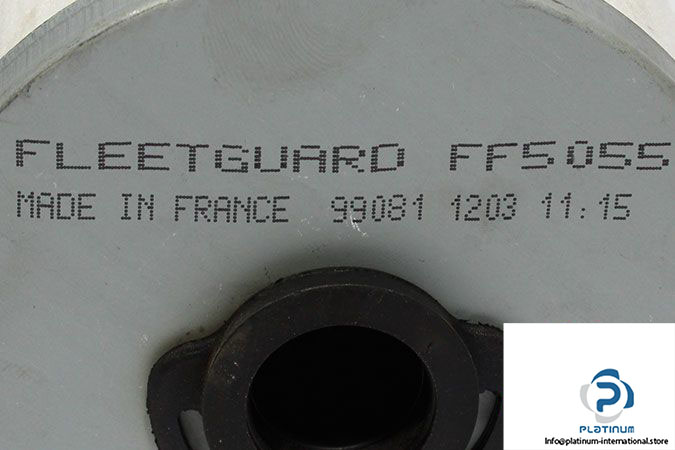 FLEETGUARD FF5055
MADE IN FRANCE 99081 1203 11:15
PLATINUM
Info@platinum-international.store